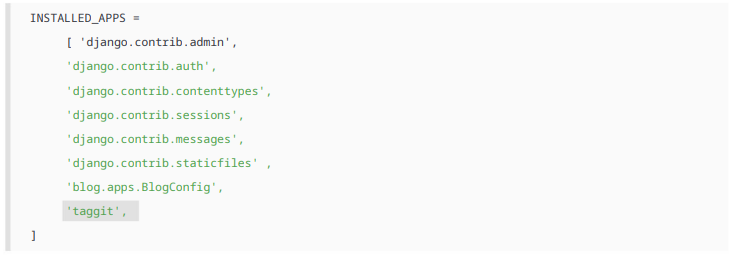 INSTALLED_APPS =
[ 'django.contrib.admin',
'django.contrib.auth',
'django.contrib.contenttypes',
'django.contrib.sessions',
'django.contrib.messages',
'django.contrib.staticfiles' ,
'blog.apps.BlogConfig',
'taggit',
]